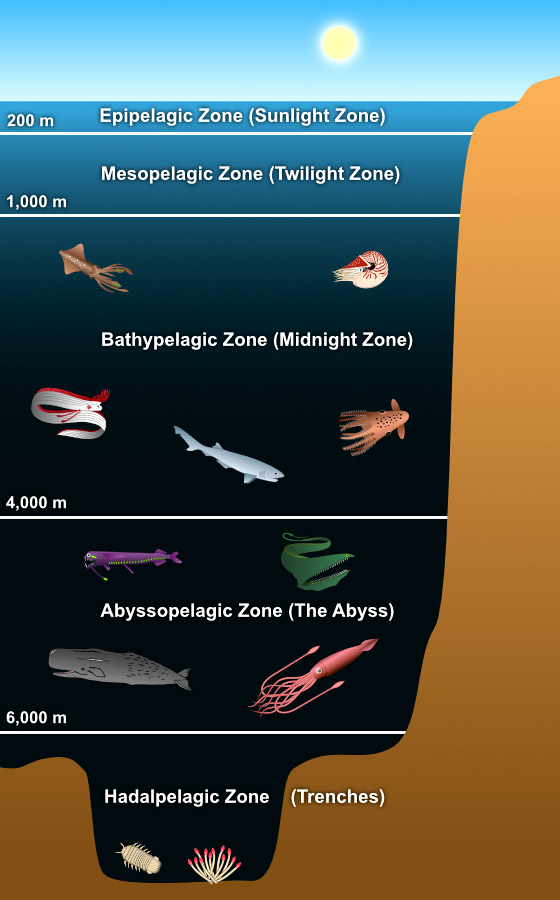 Epipelagic Zone (Sunlight Zone)
200 m
Mesopelagic Zone (Twilight Zone)
1,000 m
Bathypelagic Zone (Midnight Zone)
4,000 m
Abyssopelagic Zone (The Abyss)
6,000 m
Hadalpelagic Zone (Trenches)